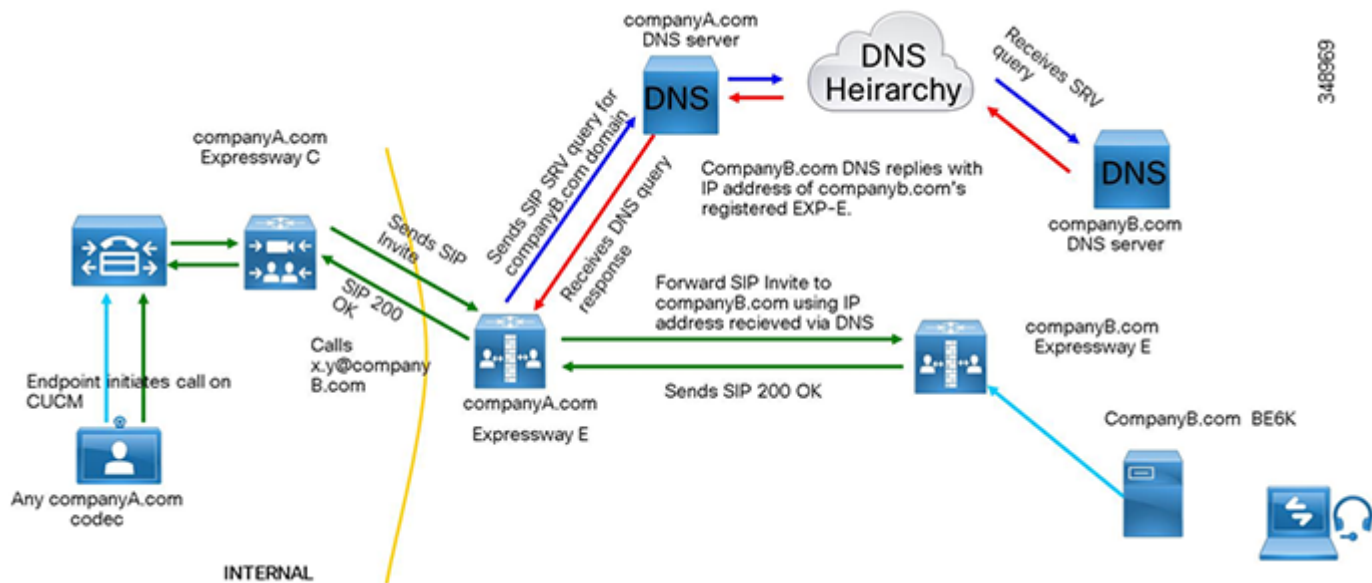 companyA.com
DNS server
DNS
DNS
Heirarchy
Receives SRV
query
348969
companyA.com
Expressway C
Sends SIP SRV query for
companyB.com domain
CompanyB.com DNS replies with
IP address of companyb.com's
registered EXP-E.
DNS
companyB.com
DNS server
Sends SIP
Invite
Receives DNS query
response
SIP 200
OK
Forward SIP Invite to
companyB.com using IP
address recieved via DNS
companyB.com
Expressway E
Calls
x.y@company
B.com
Endpoint initiates call on
CUCM
Sends SIP 200 OK
companyA.com
Expressway E
CompanyB.com BE6K
Any companyA.com
codec
INTERNAL